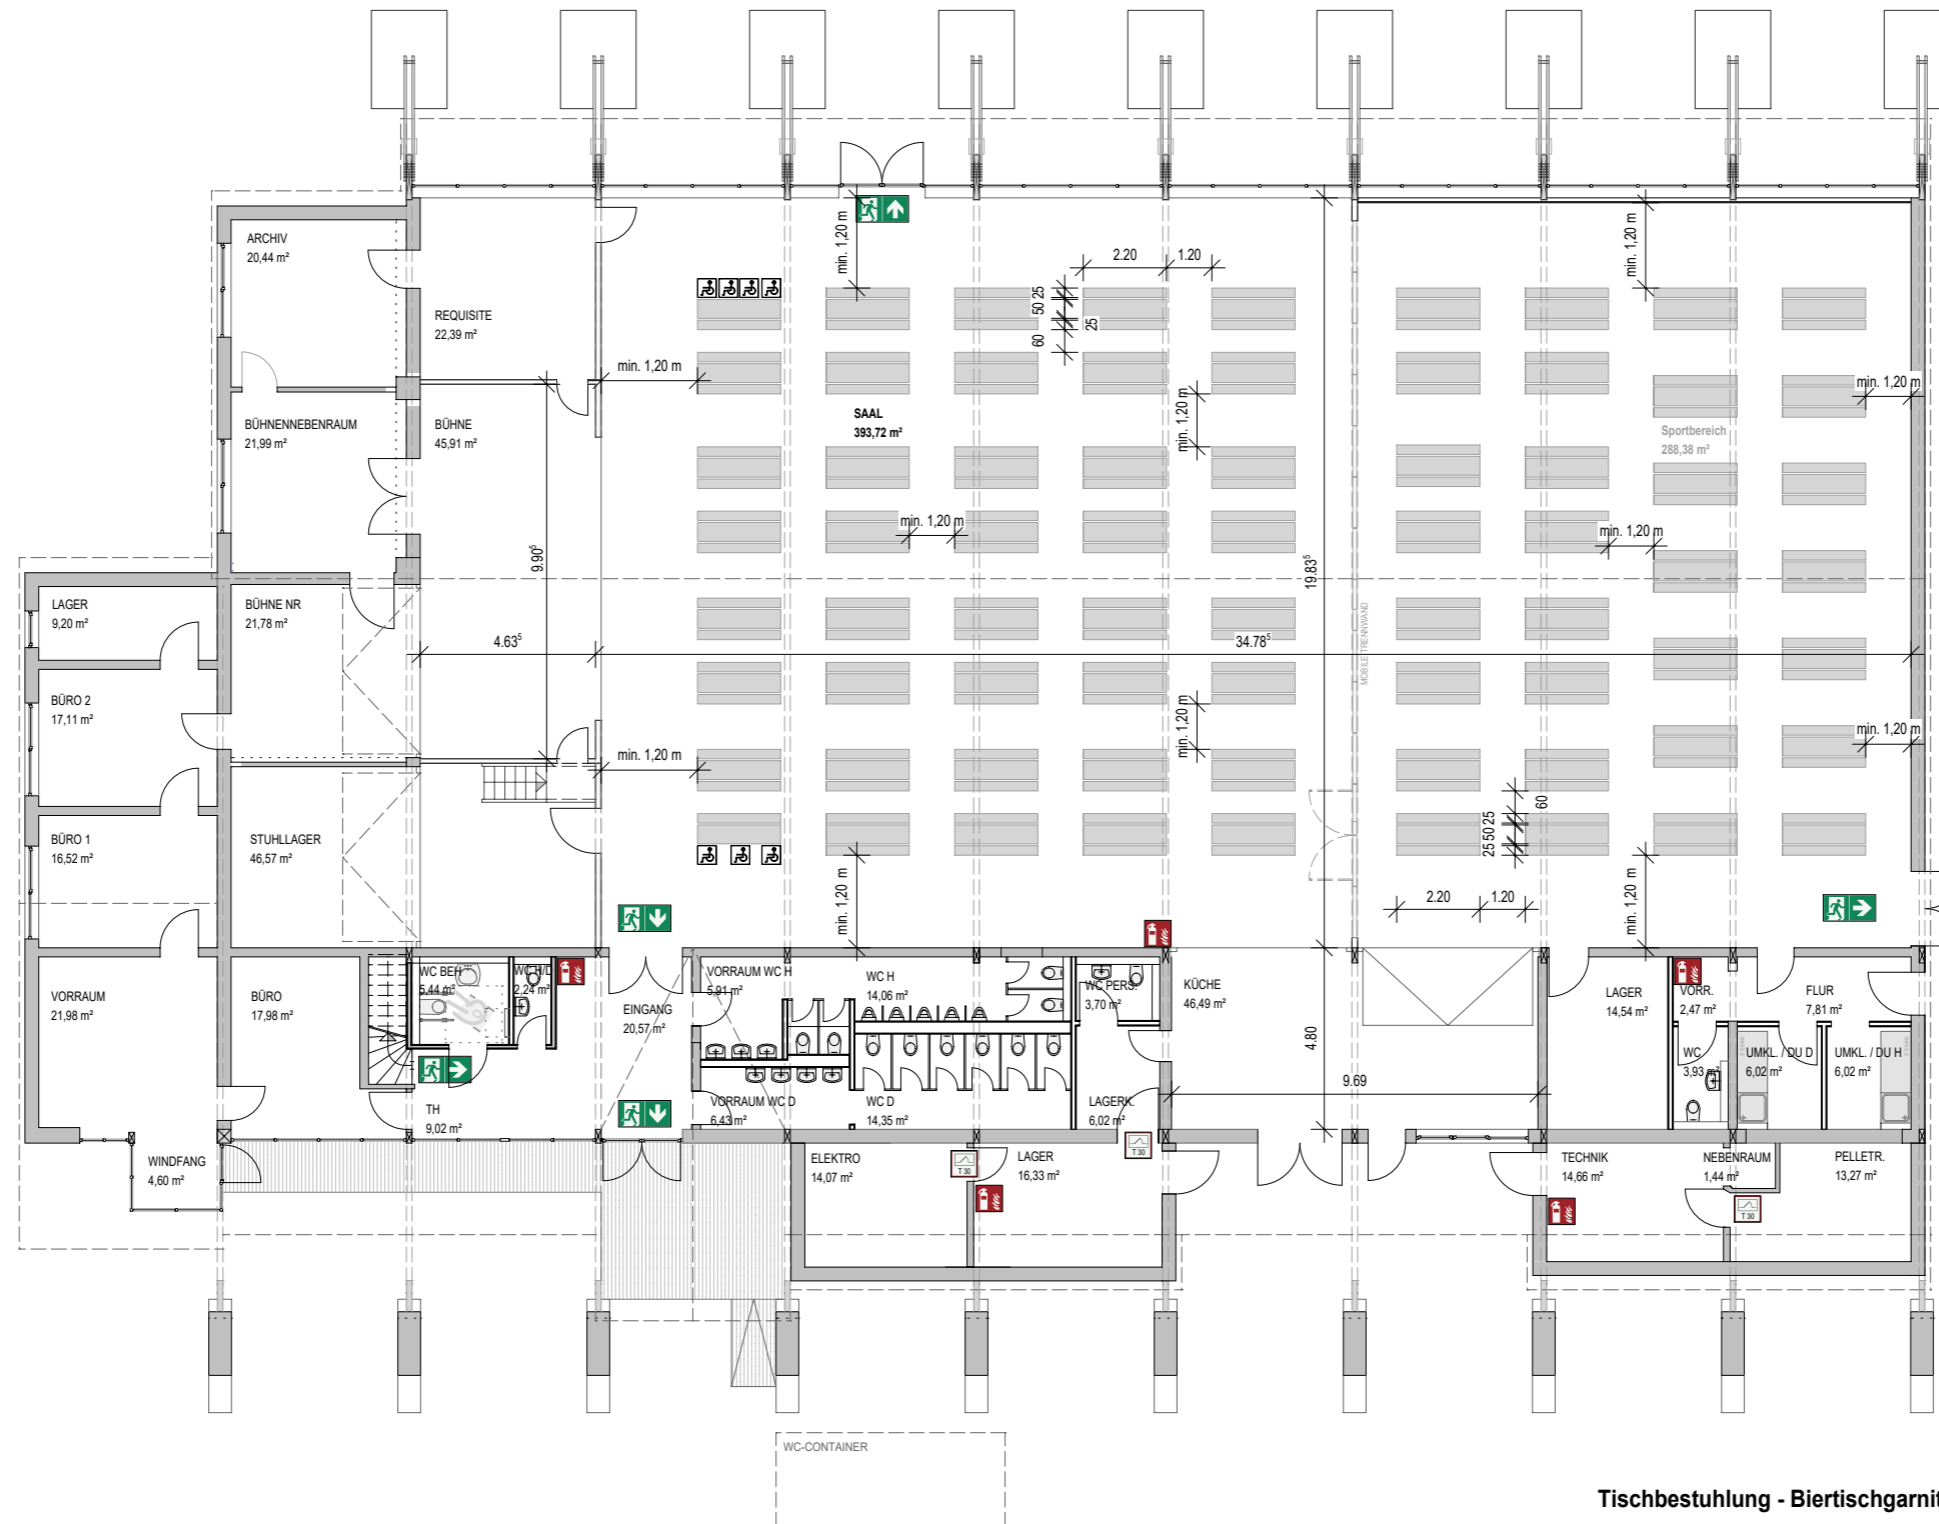 ARCHIV
20,44 m²
REQUISITE
22,39 m²
BÜHNENNEBENRAUM
21,99 m²
BÜHNE
45,91 m²
LAGER
9,20 m²
BÜHNE NR
21,78 m²
BÜRO 2
17,11 m²
BÜRO 1
16,52 m²
STUHLLAGER
46,57 m²
VORRAUM
21,98 m²
BÜRO
17,98 m²
WINDFANG
4,60 m²
SAAL
393,72 m²
Sportbereich
288,38 m²
min. 1,20 m
min. 1,20 m
2.20
1.20
50 25
25
60
min. 1,20 m
min. 1,20 m
min. 1,20 m
min. 1,20 m
min. 1,20 m
9.90⁵
19.83⁵
4.63⁵
34.78⁵
MOBILE TRENNWAND
min. 1,20 m
min. 1,20 m
min. 1,20 m
60
25 50 25
min. 1,20 m
2.20
1.20
min. 1,20 m
WC BEH
5,44 m²
WC H/D
2,24 m²
EINGANG
20,57 m²
VORRAUM WC H
5,91 m²
WC H
14,06 m²
WC PERS.
3,70 m²
KÜCHE
46,49 m²
LAGER
14,54 m²
VORR.
2,47 m²
FLUR
7,81 m²
4.80
9.69
WC
3,93 m²
UMKL. / DU D
6,02 m²
UMKL. / DU H
6,02 m²
TH
9,02 m²
VORRAUM WC D
6,43 m²
WC D
14,35 m²
LAGERK.
6,02 m²
ELEKTRO
14,07 m²
T 30
LAGER
16,33 m²
T 30
TECHNIK
14,66 m²
NEBENRAUM
1,44 m²
PELLETR.
13,27 m²
T 30
WC-CONTAINER
Tischbestuhlung - Biertischgarnit